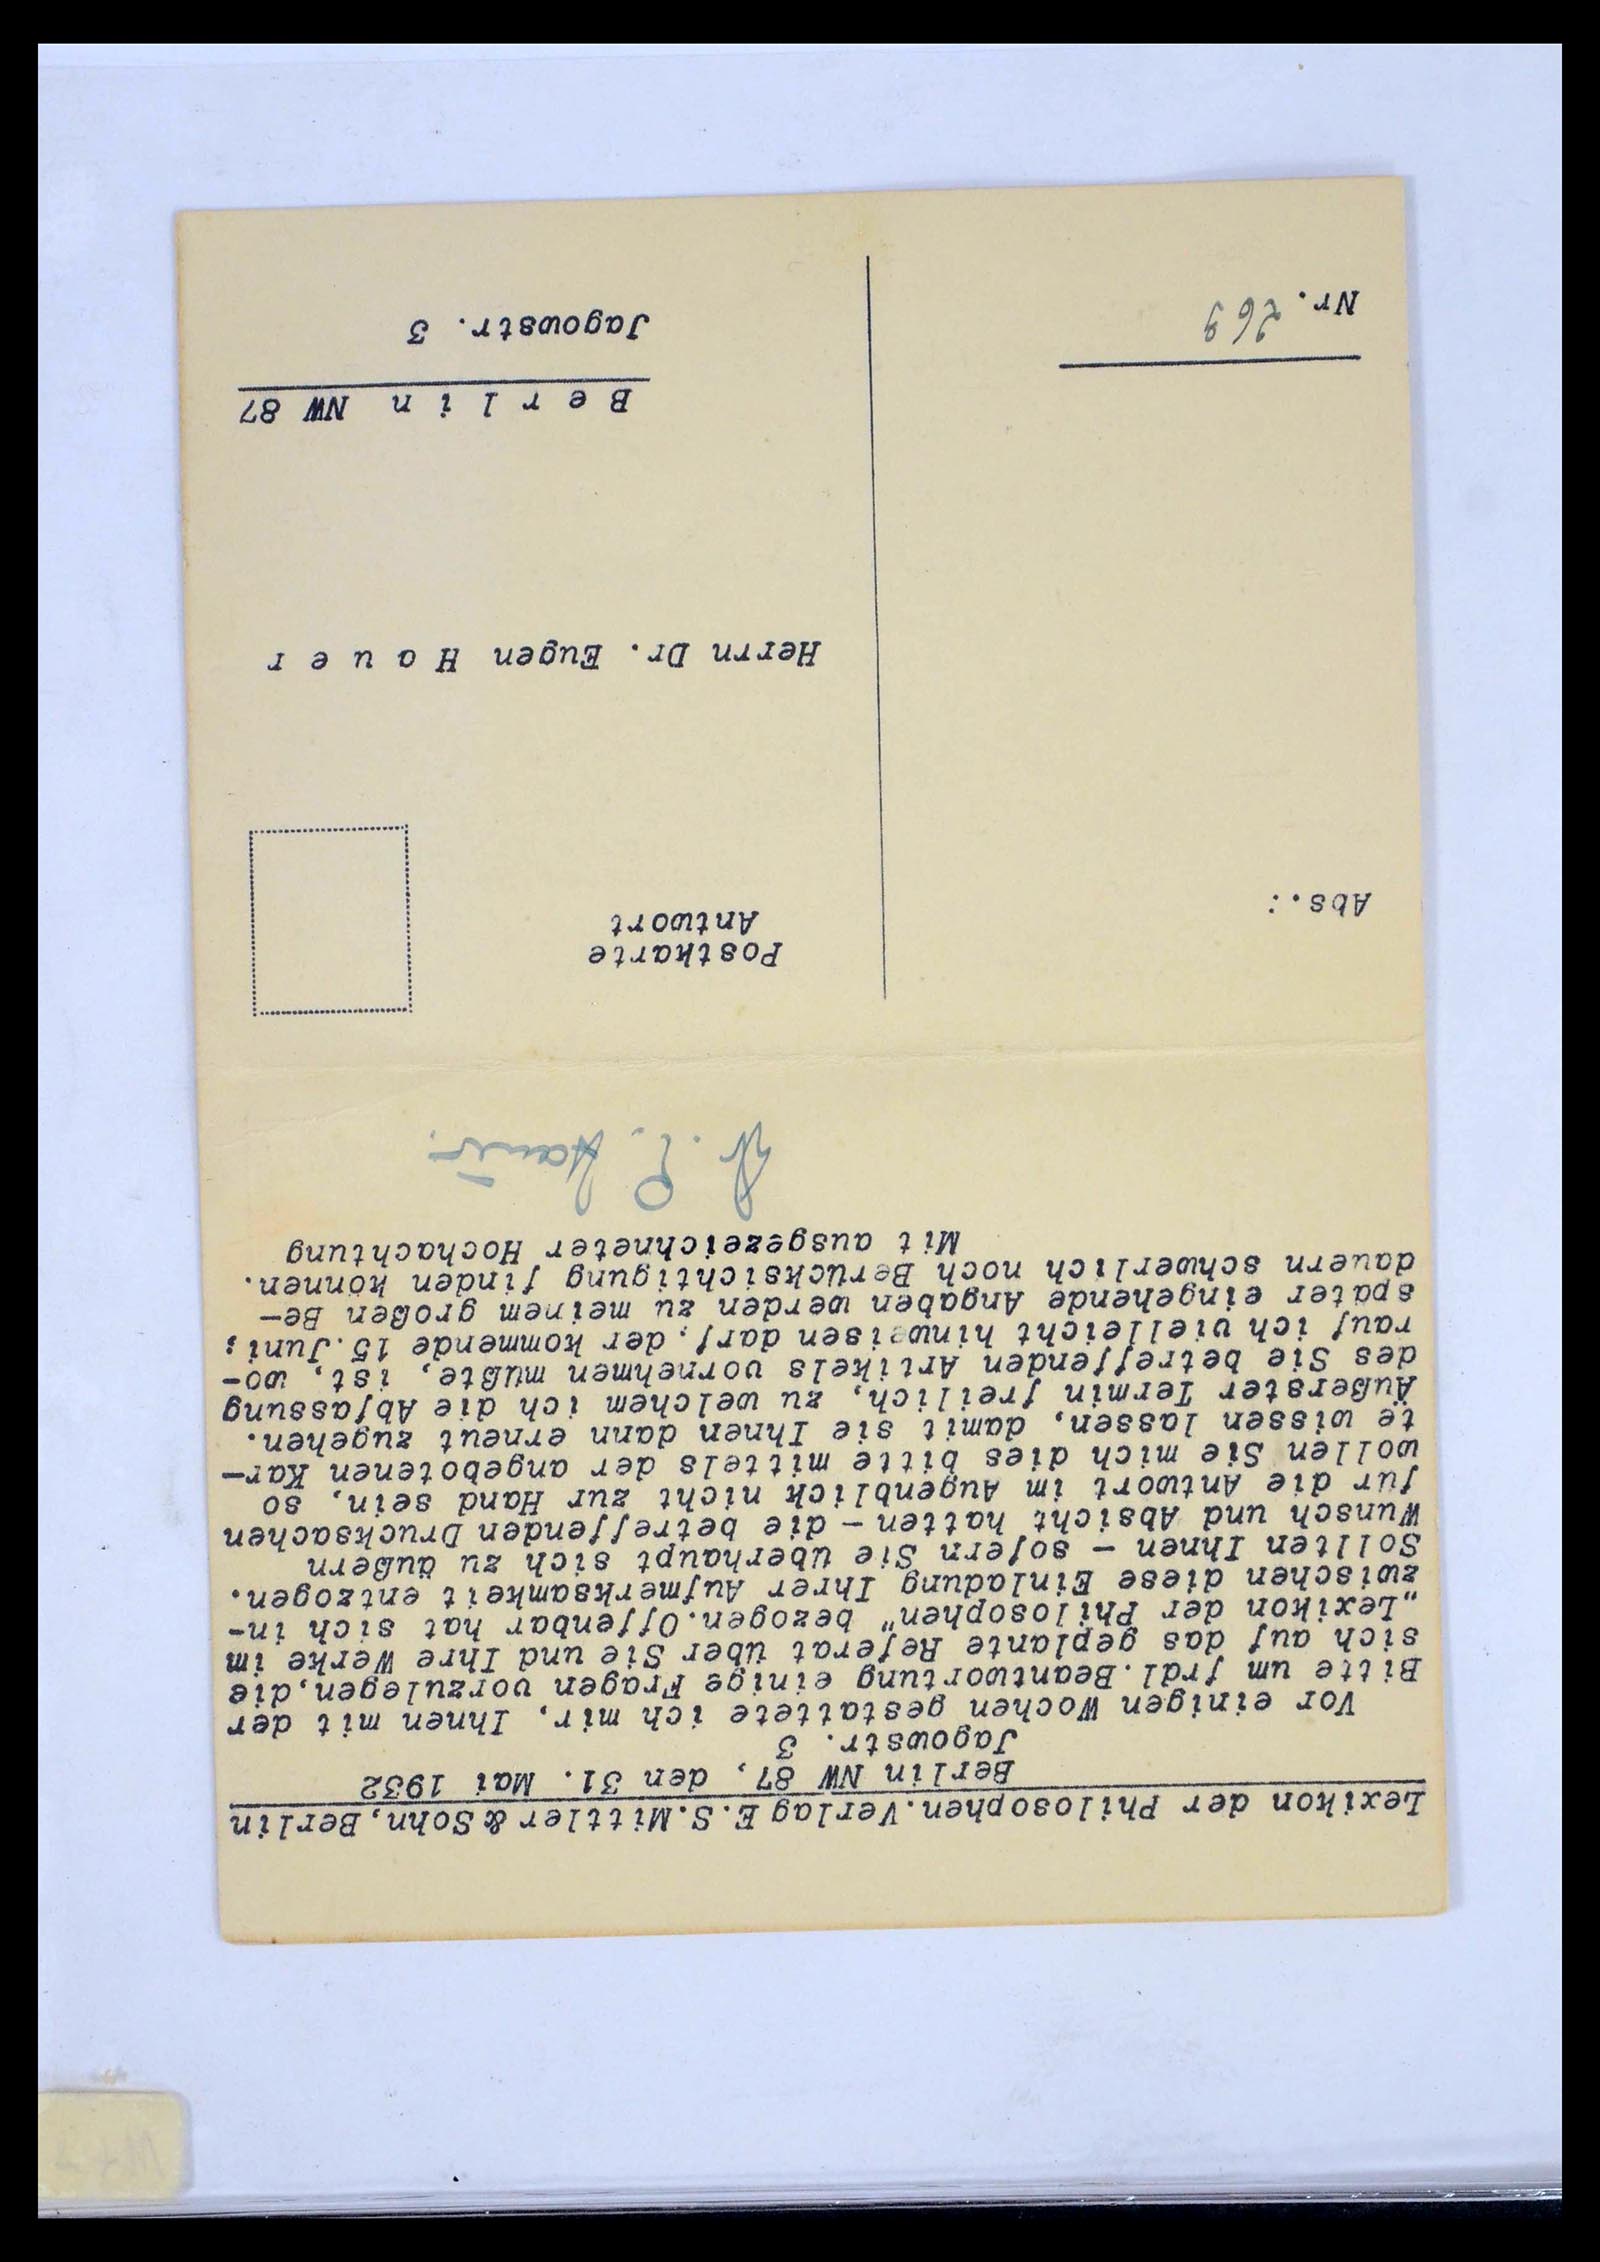 Lexikon der Philosophen. Verlag E.S. Mittler & Sohn, Berlin
Berlin NW 87, den 31. Mai 1932
Jagowstr. 3
Vor einigen Wochen gestattete ich mir, Ihnen mit der
Bitte um frdl. Beantwortung einige Fragen vorzulegen, die
sich auf das geplante Referat über Sie und Ihre Werke im
„Lexikon der Philosophen" bezogen. Offenbar hat sich in-
zwischen diese Einladung Ihrer Aufmerksamkeit entzogen.
Sollten Ihnen - sofern Sie überhaupt sich zu äußern
Wunsch und Absicht hatten - die betreffenden Drucksachen
für die Antwort im Augenblick nicht zur Hand sein, so
wollen Sie mich dies bitte mittels der angebotenen Kar-
te wissen lassen, damit sie Ihnen dann erneut zugehen.
Äußerster Termin freilich, zu welchem ich die Abfassung
des Sie betreffenden Artikels vornehmen müßte, ist, wo-
rauf ich vielleicht hinweisen darf, der kommende 15. Juni;
später eingehende Angaben werden zu meinem großen Be-
dauern schwerlich noch Berücksichtigung finden können.
Mit ausgezeichneter Hochachtung
Dr. E. Hauer.
Abs.:
Postkarte
Antwort
Herrn Dr. Eugen Hauer
Berlin NW 87
Jagowstr. 3
Nr. 269